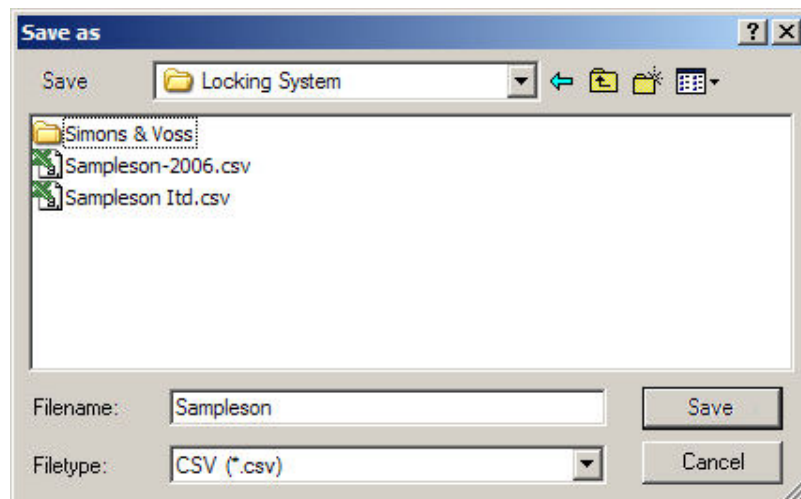 Save as
Save Locking System
Simons & Voss
Sampleson-2006.csv
Sampleson ltd.csv
Filename: Sampleson Save
Filetype: CSV (*.csv) Cancel